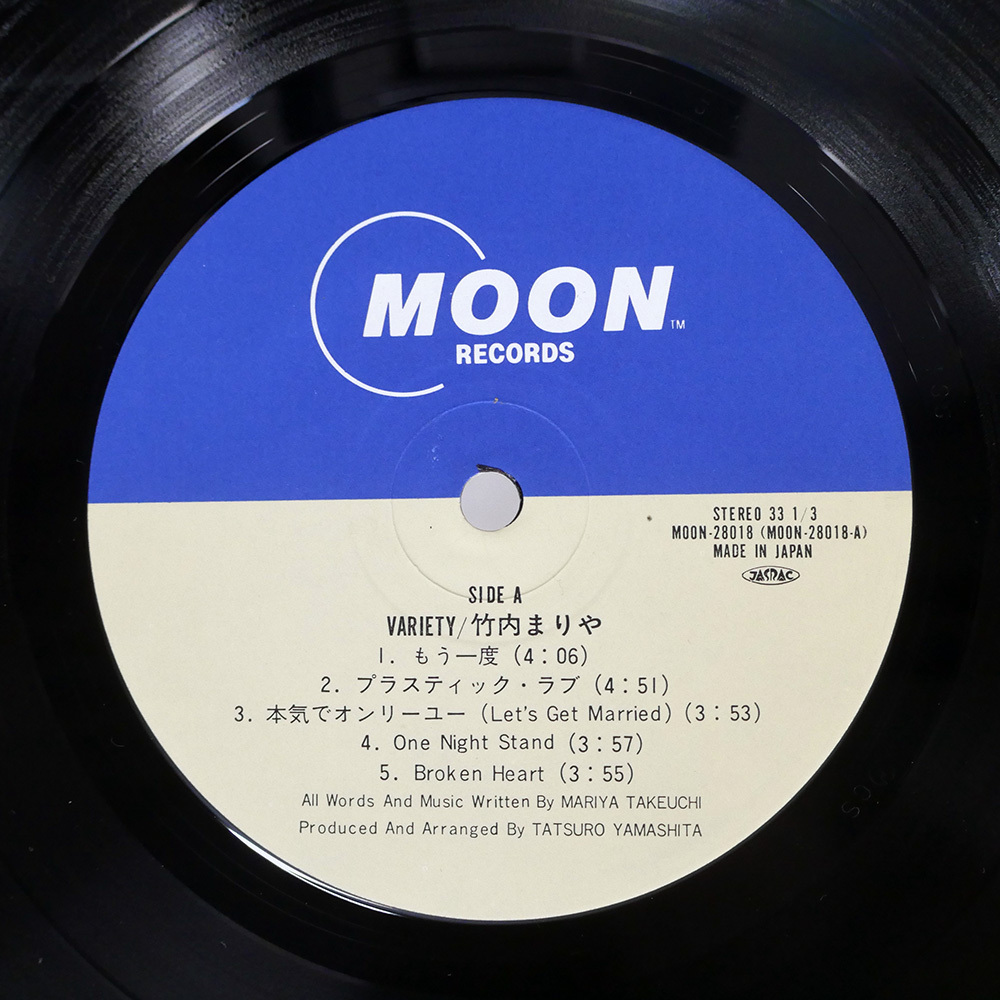 MOON™
RECORDS
STEREO 33 1/3
MOON-28018 (MOON-28018-A)
MADE IN JAPAN
JASRAC
SIDE A
VARIETY/竹内まりや
1. もう一度 (4:06)
2. プラスティック・ラブ (4:51)
3. 本気でオンリーユー (Let's Get Married) (3:53)
4. One Night Stand (3:57)
5. Broken Heart (3:55)
All Words And Music Written By MARIYA TAKEUCHI
Produced And Arranged By TATSURO YAMASHITA